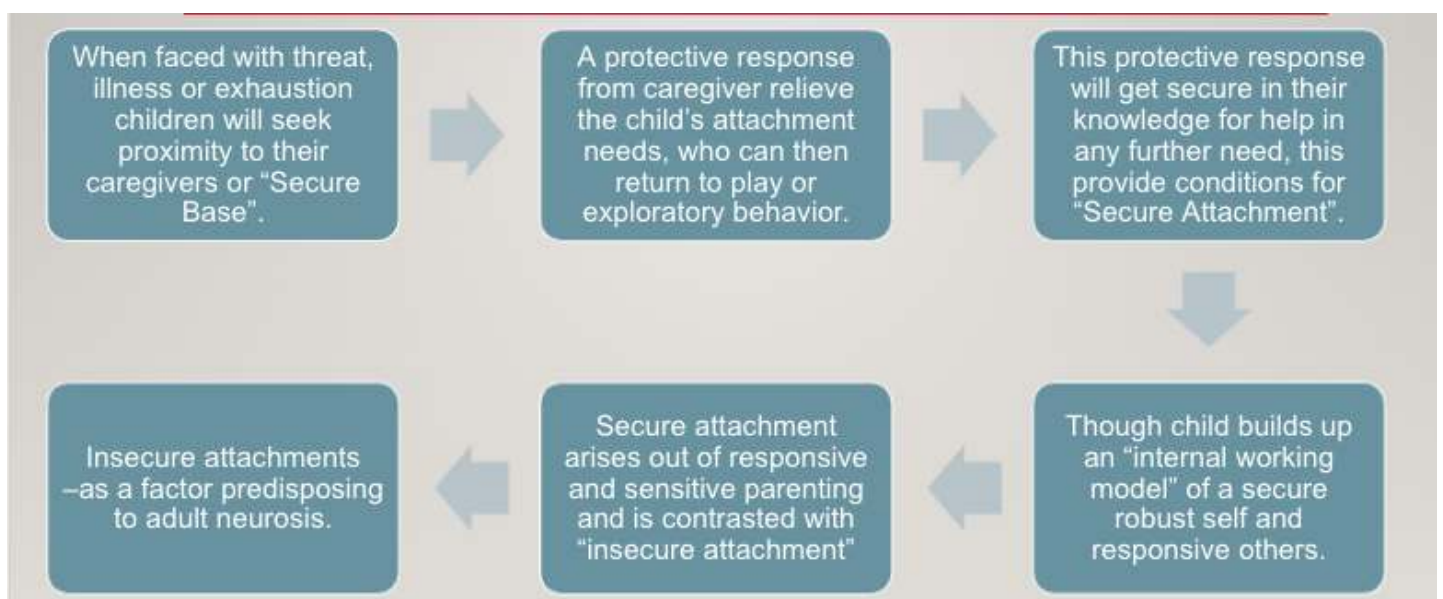 When faced with threat,
illness or exhaustion
children will seek
proximity to their
caregivers or “Secure
Base”.
A protective response
from caregiver relieve
the child’s attachment
needs, who can then
return to play or
exploratory behavior.
This protective response
will get secure in their
knowledge for help in
any further need, this
provide conditions for
“Secure Attachment”.
Though child builds up
an “internal working
model” of a secure
robust self and
responsive others.
Secure attachment
arises out of responsive
and sensitive parenting
and is contrasted with
“insecure attachment”
Insecure attachments
–as a factor predisposing
to adult neurosis.